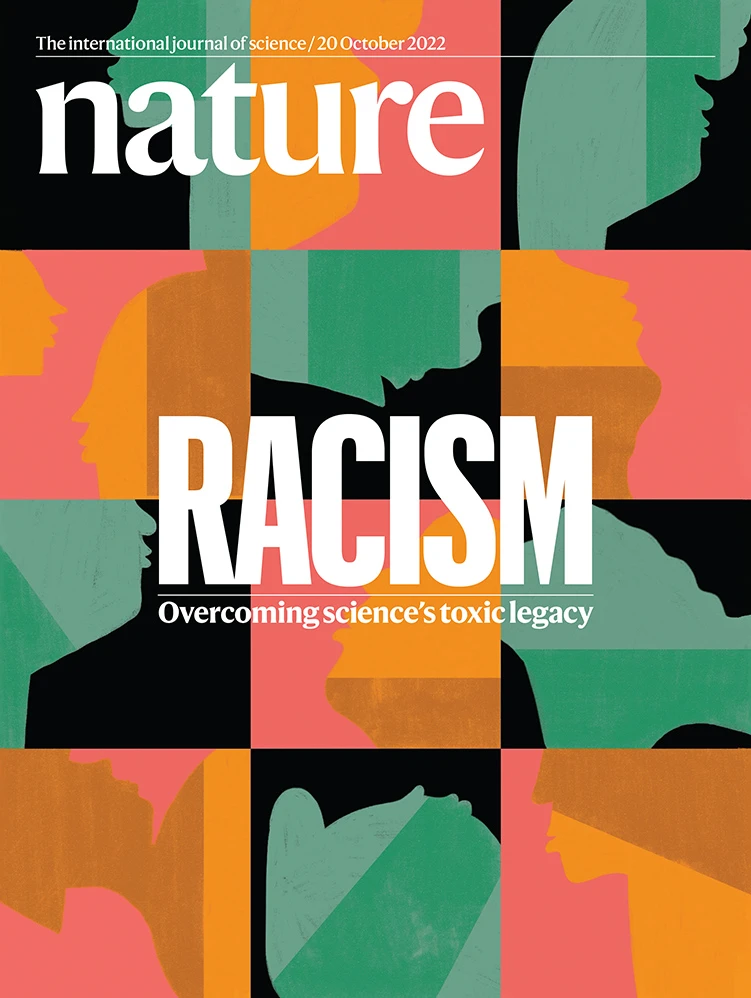 The international journal of science / 20 October 2022
nature
RACISM
Overcoming science’s toxic legacy